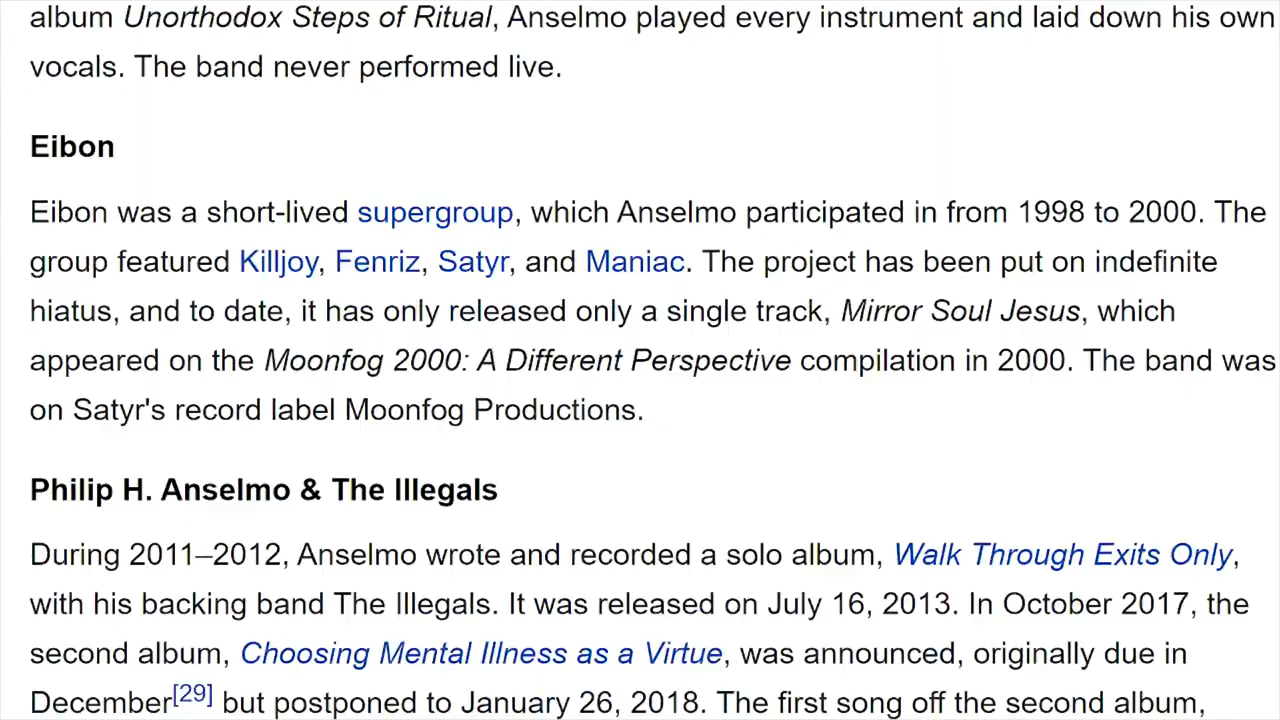 album Unorthodox Steps of Ritual, Anselmo played every instrument and laid down his own
vocals. The band never performed live.
Eibon
Eibon was a short-lived supergroup, which Anselmo participated in from 1998 to 2000. The
group featured Killjoy, Fenriz, Satyr, and Maniac. The project has been put on indefinite
hiatus, and to date, it has only released only a single track, Mirror Soul Jesus, which
appeared on the Moonfog 2000: A Different Perspective compilation in 2000. The band was
on Satyr's record label Moonfog Productions.
Philip H. Anselmo & The Illegals
During 2011–2012, Anselmo wrote and recorded a solo album, Walk Through Exits Only,
with his backing band The Illegals. It was released on July 16, 2013. In October 2017, the
second album, Choosing Mental Illness as a Virtue, was announced, originally due in
December[29] but postponed to January 26, 2018. The first song off the second album,